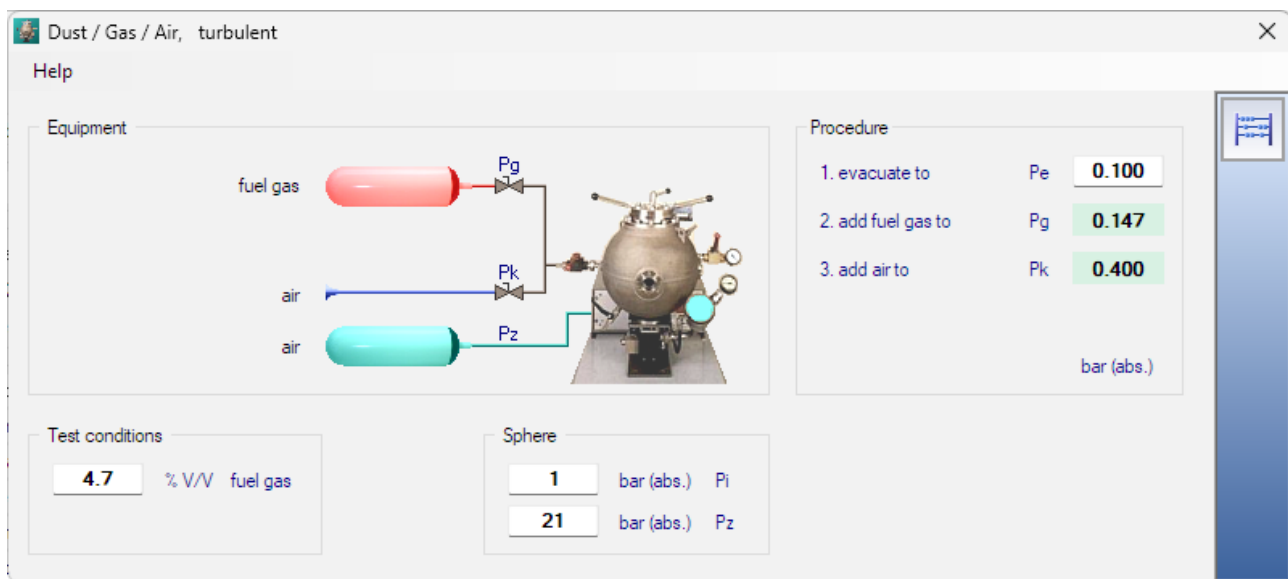 Dust / Gas / Air,   turbulent
Help
Equipment
fuel gas
Pg
Pk
air
Pz
air
Procedure
1. evacuate to Pe 0.100
2. add fuel gas to Pg 0.147
3. add air to Pk 0.400
bar (abs.)
Test conditions
4.7 % V/V fuel gas
Sphere
1 bar (abs.) Pi
21 bar (abs.) Pz